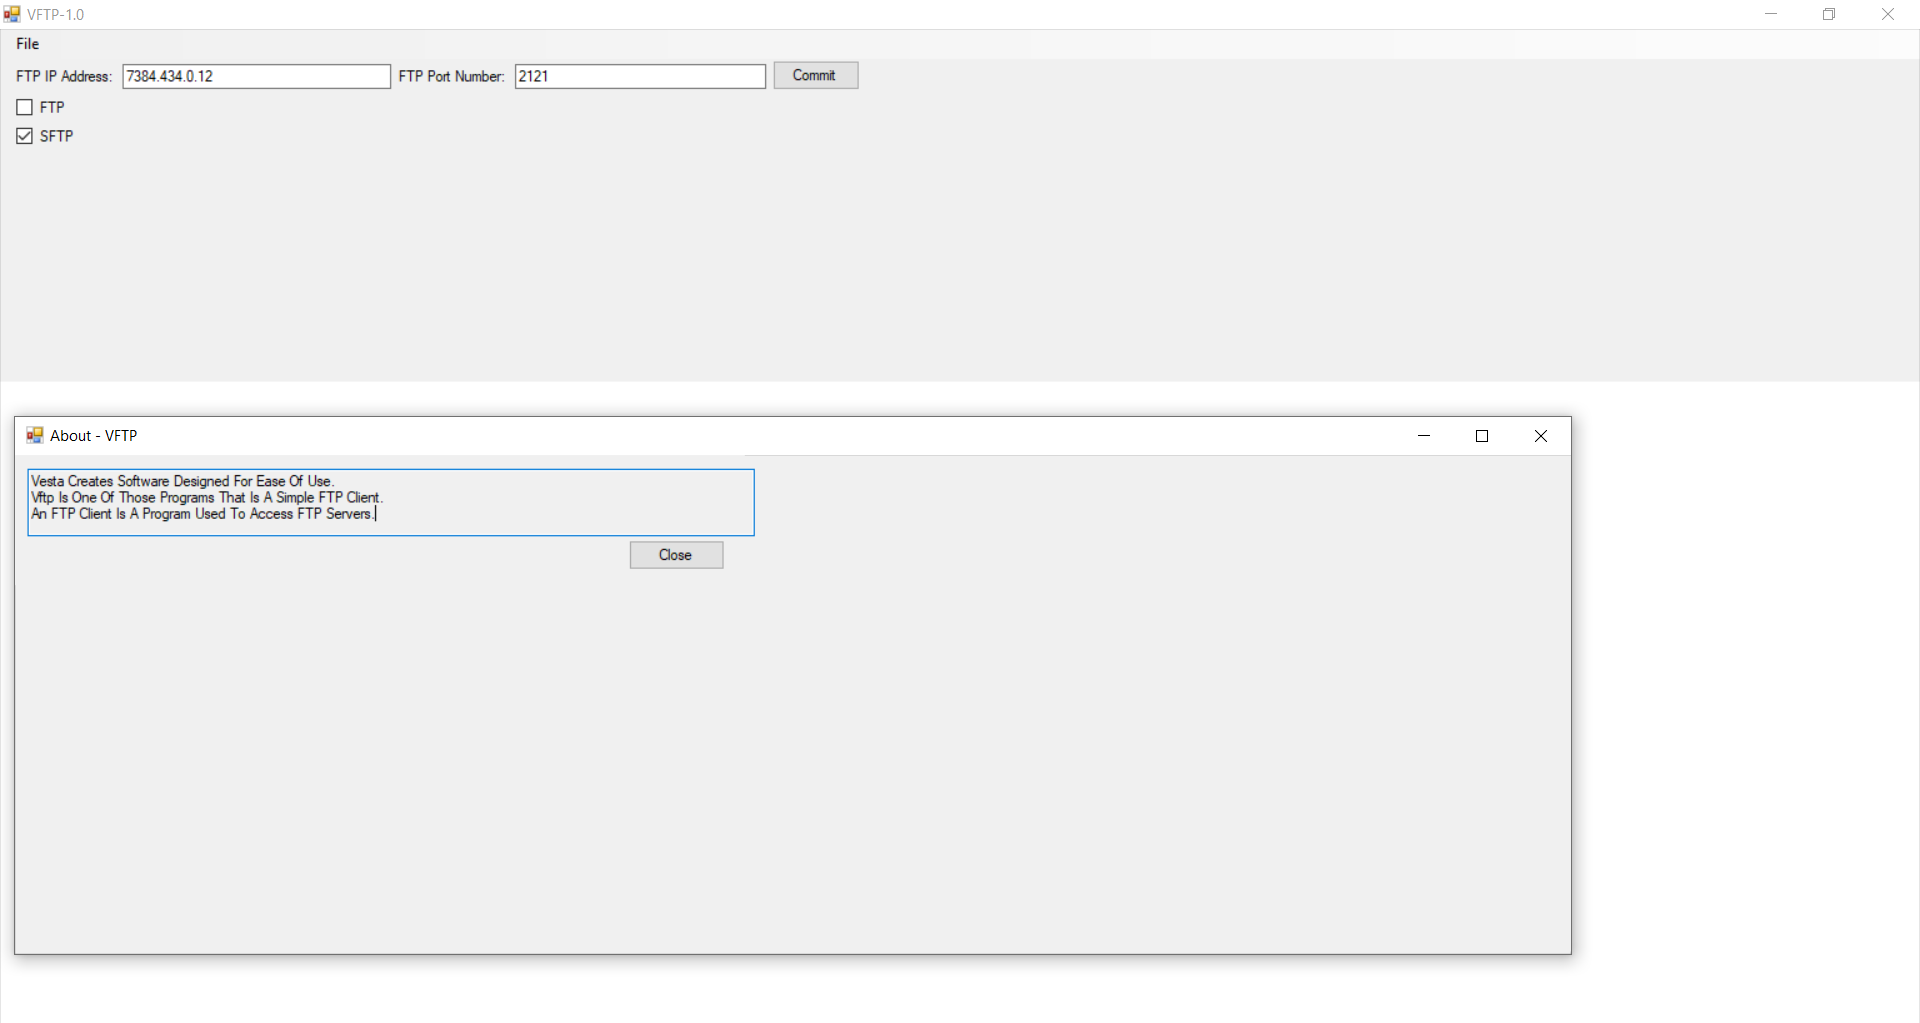 VFTP-1.0
File
FTP IP Address: 7384.434.0.12 FTP Port Number: 2121 Commit
FTP
SFTP
About - VFTP
Vesta Creates Software Designed For Ease Of Use.
Vftp Is One Of Those Programs That Is A Simple FTP Client.
An FTP Client Is A Program Used To Access FTP Servers.
Close